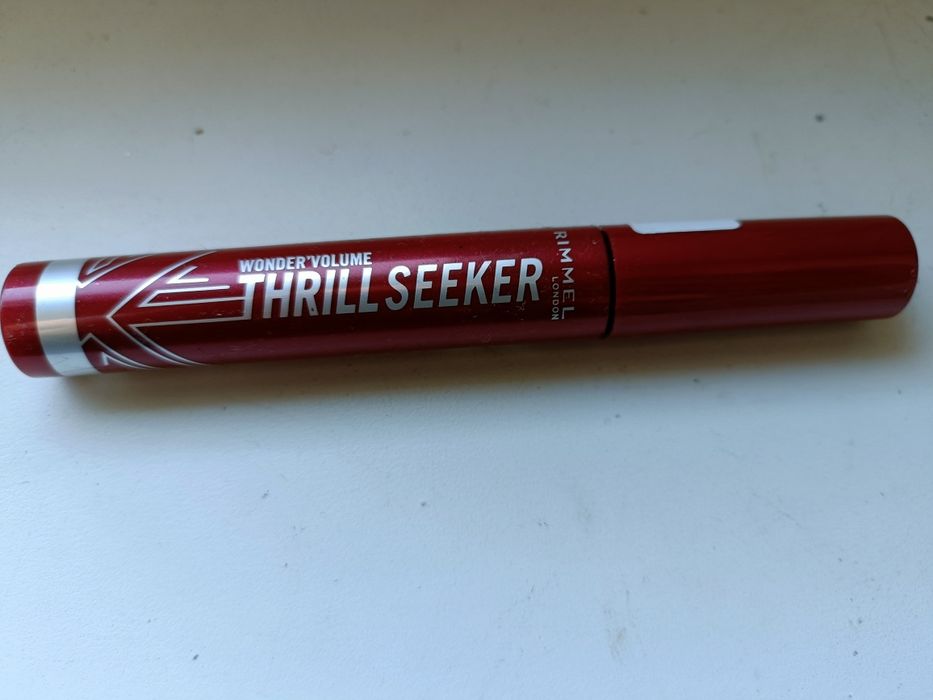 WONDER'VOLUME
THRILL SEEKER
RIMMEL
LONDON